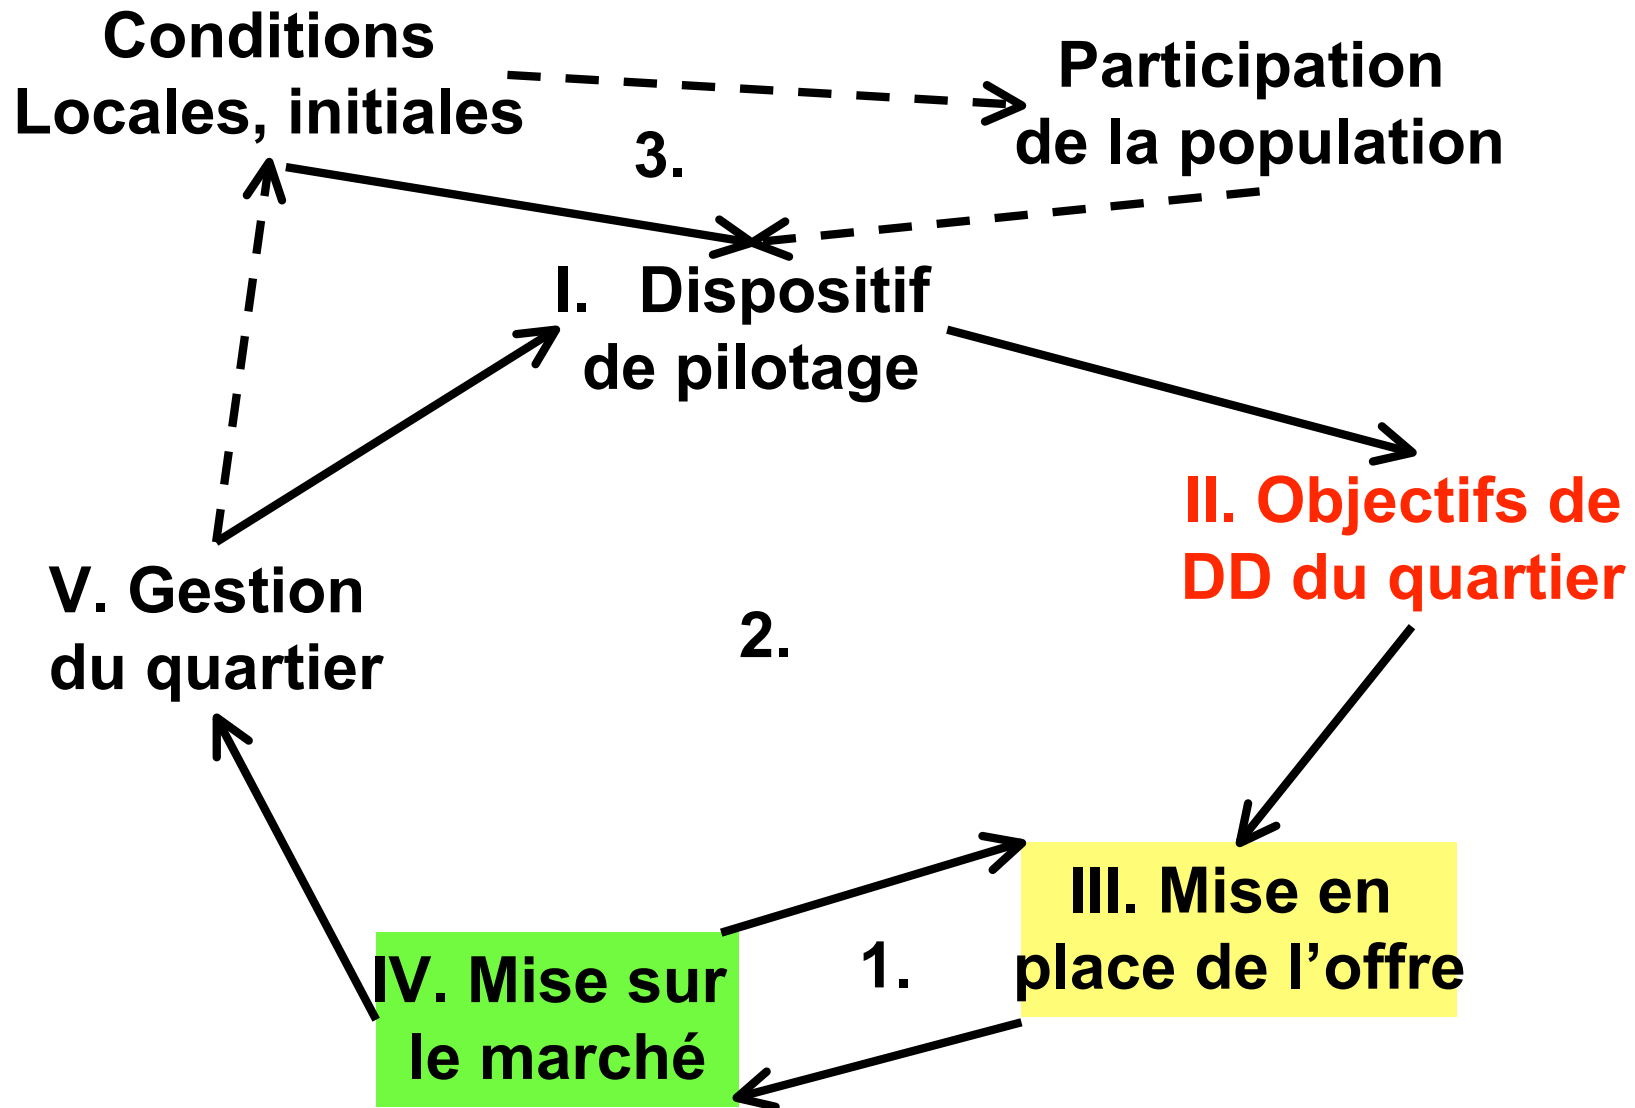 Conditions
Locales, initiales
Participation
de la population
3.
I. Dispositif
de pilotage
II. Objectifs de
DD du quartier
V. Gestion
du quartier
2.
III. Mise en
place de l’offre
1.
IV. Mise sur
le marché